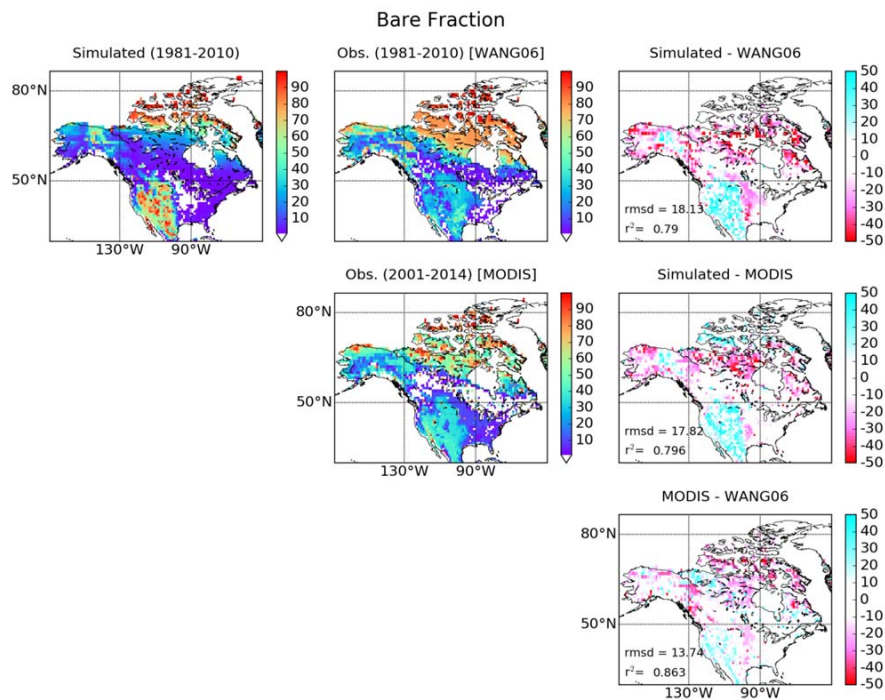 Bare Fraction
Simulated (1981-2010)
80°N
50°N
130°W 90°W
90
80
70
60
50
40
30
20
10
Obs. (1981-2010) [WANG06]
90
80
70
60
50
40
30
20
10
Simulated - WANG06
rmsd = 18.13
r²= 0.79
50
40
30
20
10
0
-10
-20
-30
-40
-50
Obs. (2001-2014) [MODIS]
80°N
50°N
130°W 90°W
90
80
70
60
50
40
30
20
10
Simulated - MODIS
rmsd = 17.82
r²= 0.796
50
40
30
20
10
0
-10
-20
-30
-40
-50
MODIS - WANG06
80°N
50°N
rmsd = 13.74
r²= 0.863
130°W 90°W
50
40
30
20
10
0
-10
-20
-30
-40
-50